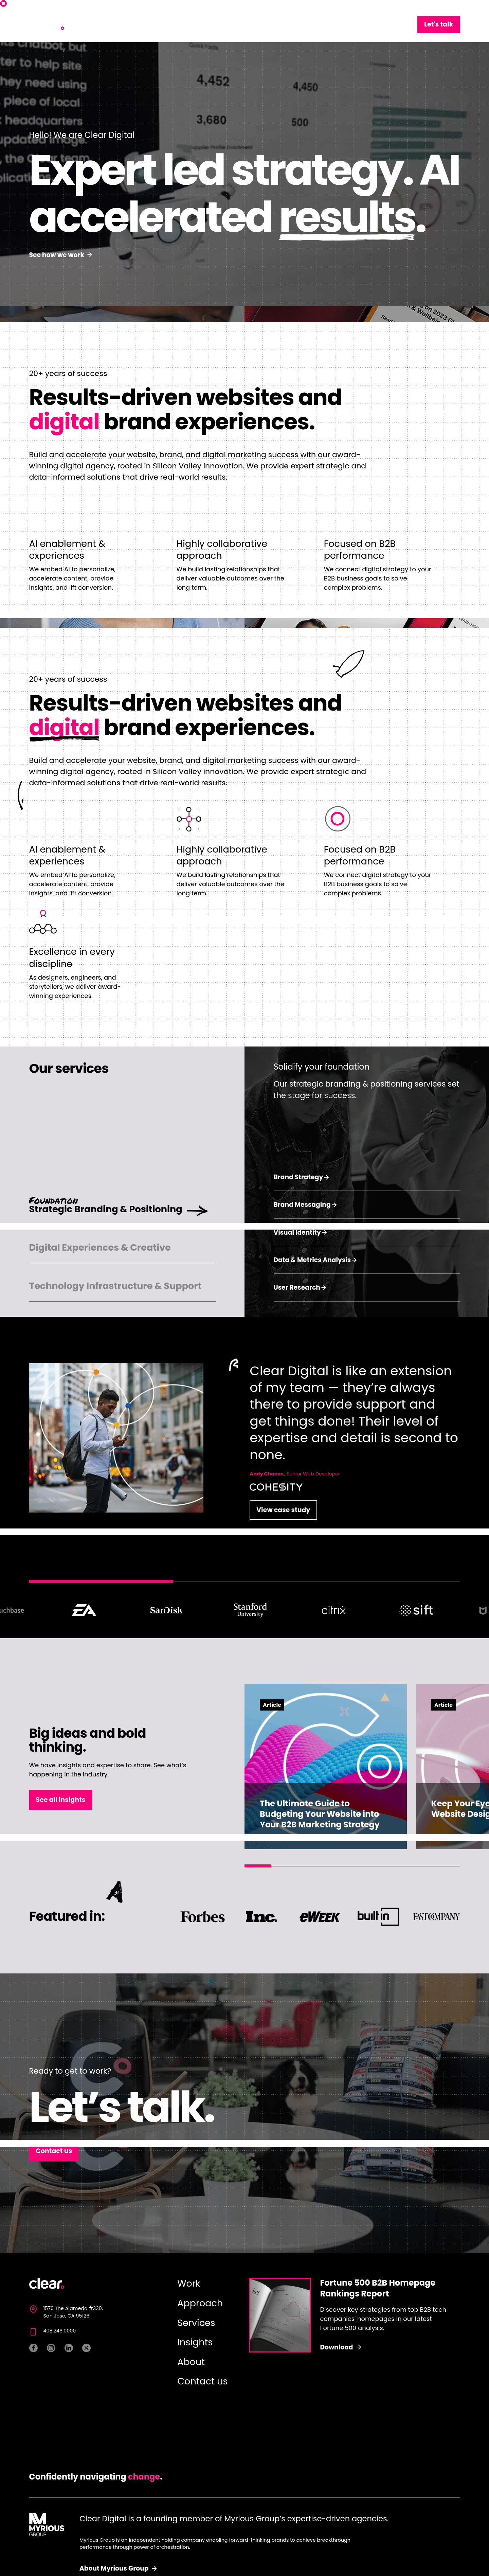 Let's talk
4,452
4,450
3,680
500
Hello! We are Clear Digital
Expert led strategy. AI
accelerated results.
See how we work
20+ years of success
Results-driven websites and
digital brand experiences.
Build and accelerate your website, brand, and digital marketing success with our award-
winning digital agency, rooted in Silicon Valley innovation. We provide expert strategic and
data-informed solutions that drive real-world results.
AI enablement &
experiences
We embed AI to personalize,
accelerate content, provide
insights, and lift conversion.
Highly collaborative
approach
We build lasting relationships that
deliver valuable outcomes over the
long term.
Focused on B2B
performance
We connect digital strategy to your
B2B business goals to solve
complex problems.
20+ years of success
Results-driven websites and
digital brand experiences.
Build and accelerate your website, brand, and digital marketing success with our award-
winning digital agency, rooted in Silicon Valley innovation. We provide expert strategic and
data-informed solutions that drive real-world results.
AI enablement &
experiences
We embed AI to personalize,
accelerate content, provide
insights, and lift conversion.
Highly collaborative
approach
We build lasting relationships that
deliver valuable outcomes over the
long term.
Focused on B2B
performance
We connect digital strategy to your
B2B business goals to solve
complex problems.
Excellence in every
discipline
As designers, engineers, and
storytellers, we deliver award-
winning experiences.
Our services
Foundation
Strategic Branding & Positioning
Digital Experiences & Creative
Technology Infrastructure & Support
Solidify your foundation
Our strategic branding & positioning services set
the stage for success.
Brand Strategy
Brand Messaging
Visual Identity
Data & Metrics Analysis
User Research
Clear Digital is like an extension
of my team — they're always
there to provide support and
get things done! Their level of
expertise and detail is second to
none.
Andy Chacon, Senior Web Developer
COHESITY
View case study
uchbase
EA
SanDisk
Stanford
University
citrix
sift
Big ideas and bold
thinking.
We have insights and expertise to share. See what's
happening in the industry.
See all insights
Article
The Ultimate Guide to
Budgeting Your Website into
Your B2B Marketing Strategy
Article
Keep Your Eye
Website Desig
Featured in:
Forbes
Inc.
eWEEK
built in
FAST COMPANY
Ready to get to work?
Let's talk.
Contact us
clear
1570 The Alameda #330,
San Jose, CA 95126
408.246.0000
Work
Approach
Services
Insights
About
Contact us
Fortune 500 B2B Homepage
Rankings Report
Discover key strategies from top B2B tech
companies' homepages in our latest
Fortune 500 analysis.
Download
Confidently navigating change.
M
MYRIOUS
GROUP
Clear Digital is a founding member of Myrious Group's expertise-driven agencies.
Myrious Group is an independent holding company enabling forward-thinking brands to achieve breakthrough
performance through power of orchestration.
About Myrious Group